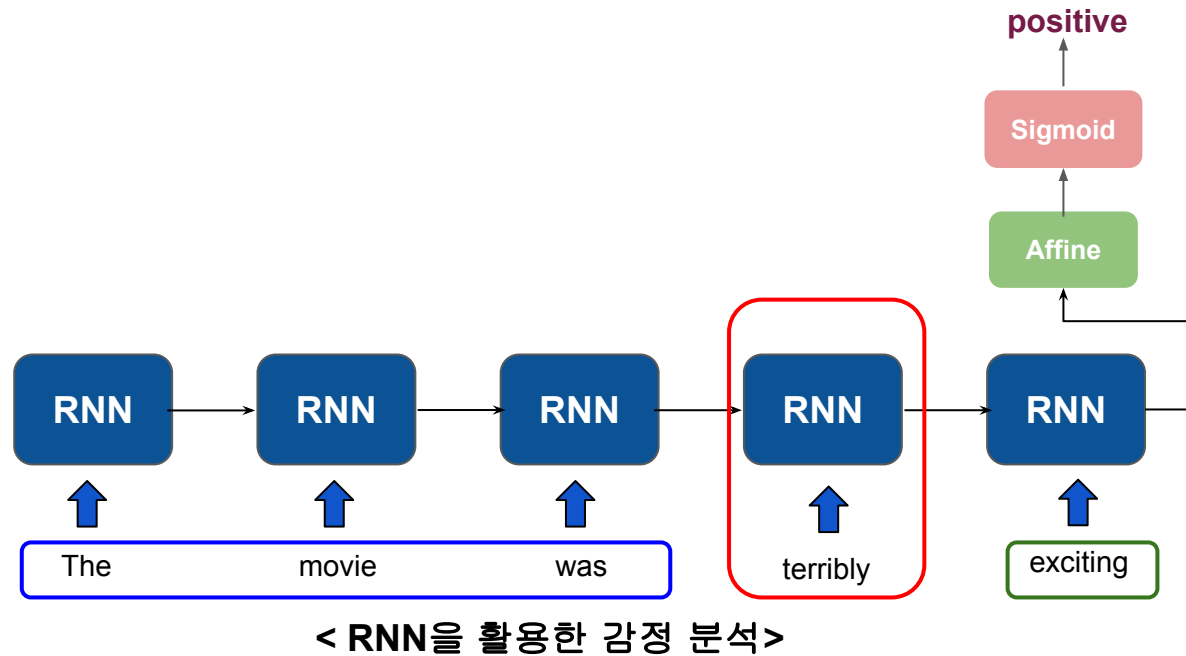 positive
Sigmoid
Affine
RNN RNN RNN RNN RNN
The movie was terribly exciting
< RNN을 활용한 감정 분석>